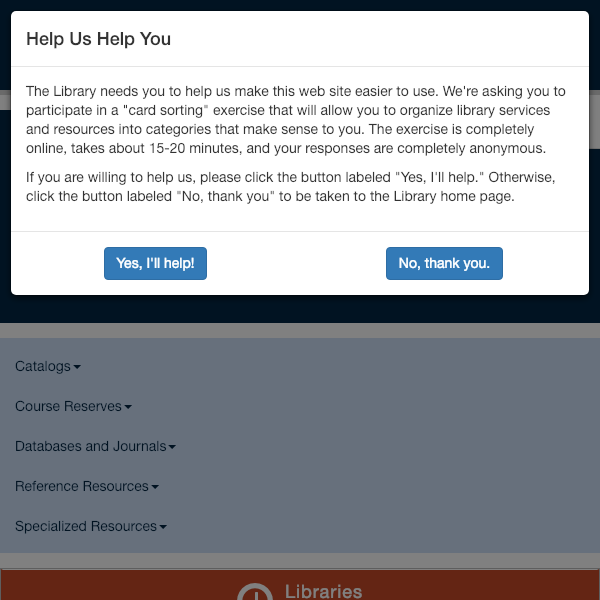 Help Us Help You
The Library needs you to help us make this web site easier to use. We're asking you to
participate in a "card sorting" exercise that will allow you to organize library services
and resources into categories that make sense to you. The exercise is completely
online, takes about 15-20 minutes, and your responses are completely anonymous.
If you are willing to help us, please click the button labeled "Yes, I'll help." Otherwise,
click the button labeled "No, thank you" to be taken to the Library home page.
Yes, I'll help!
No, thank you.
Catalogs
Course Reserves
Databases and Journals
Reference Resources
Specialized Resources
Libraries